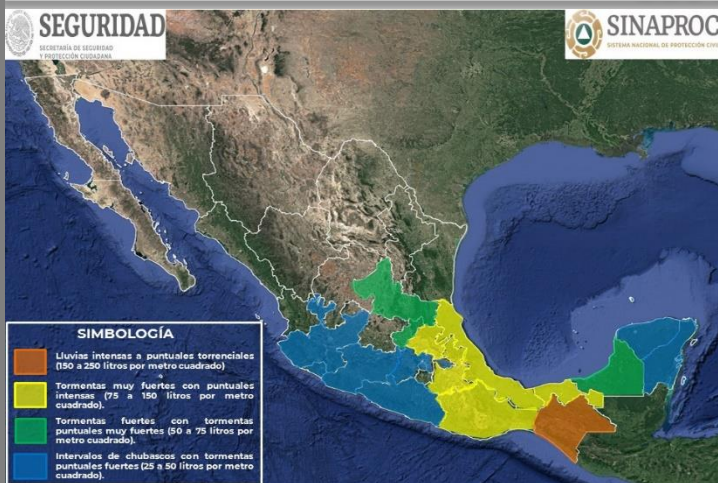 SEGURIDAD
SECRETARÍA DE SEGURIDAD
Y PROTECCIÓN CIUDADANA
SINAPROC
SISTEMA NACIONAL DE PROTECCIÓN CIVI
SIMBOLOGÍA
Lluvias intensas a puntuales torrenciales
(150 a 250 litros por metro cuadrado)
Tormentas muy fuertes con puntuales
intensas (75 a 150 litros por metro
cuadrado).
Tormentas fuertes con tormentas
puntuales muy fuertes (50 a 75 litros por
metro cuadrado).
Intervalos de chubascos con tormentas
puntuales fuertes (25 a 50 litros por metro
cuadrado).